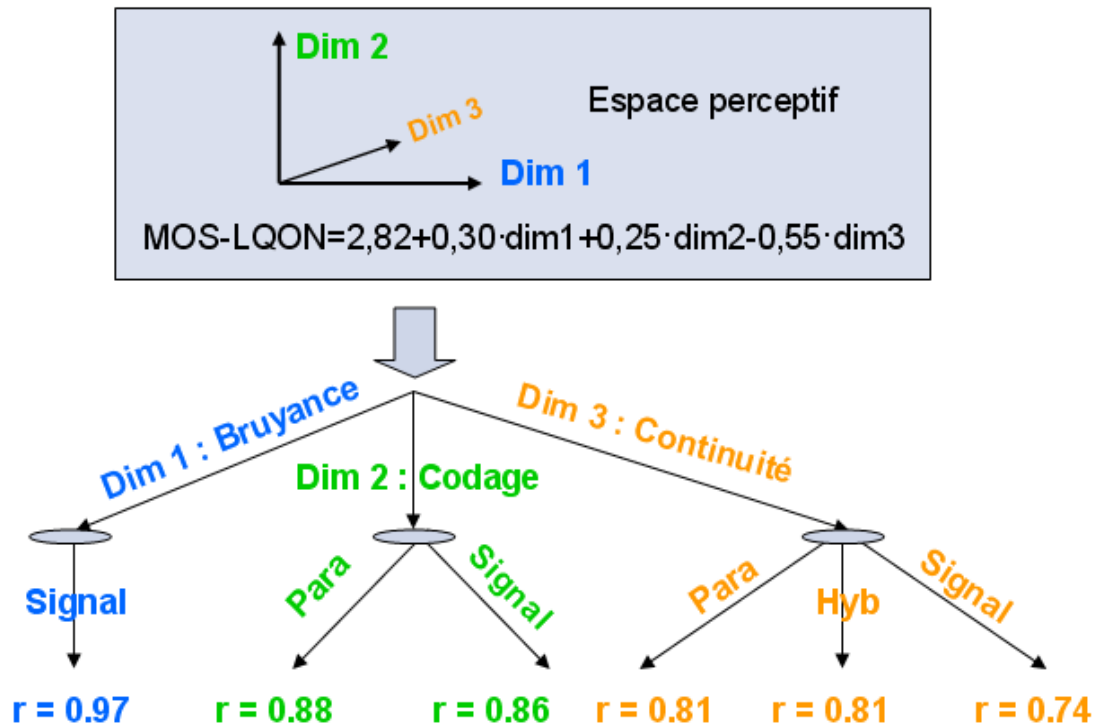 Dim 2
Dim 3
Espace perceptif
Dim 1
MOS-LQON=2,82+0,30·dim1+0,25·dim2-0,55·dim3
Dim 1 : Bruyance
Dim 2 : Codage
Dim 3 : Continuité
Signal
Para
Signal
Para
Hyb
Signal
r = 0.97
r = 0.88
r = 0.86
r = 0.81
r = 0.81
r = 0.74